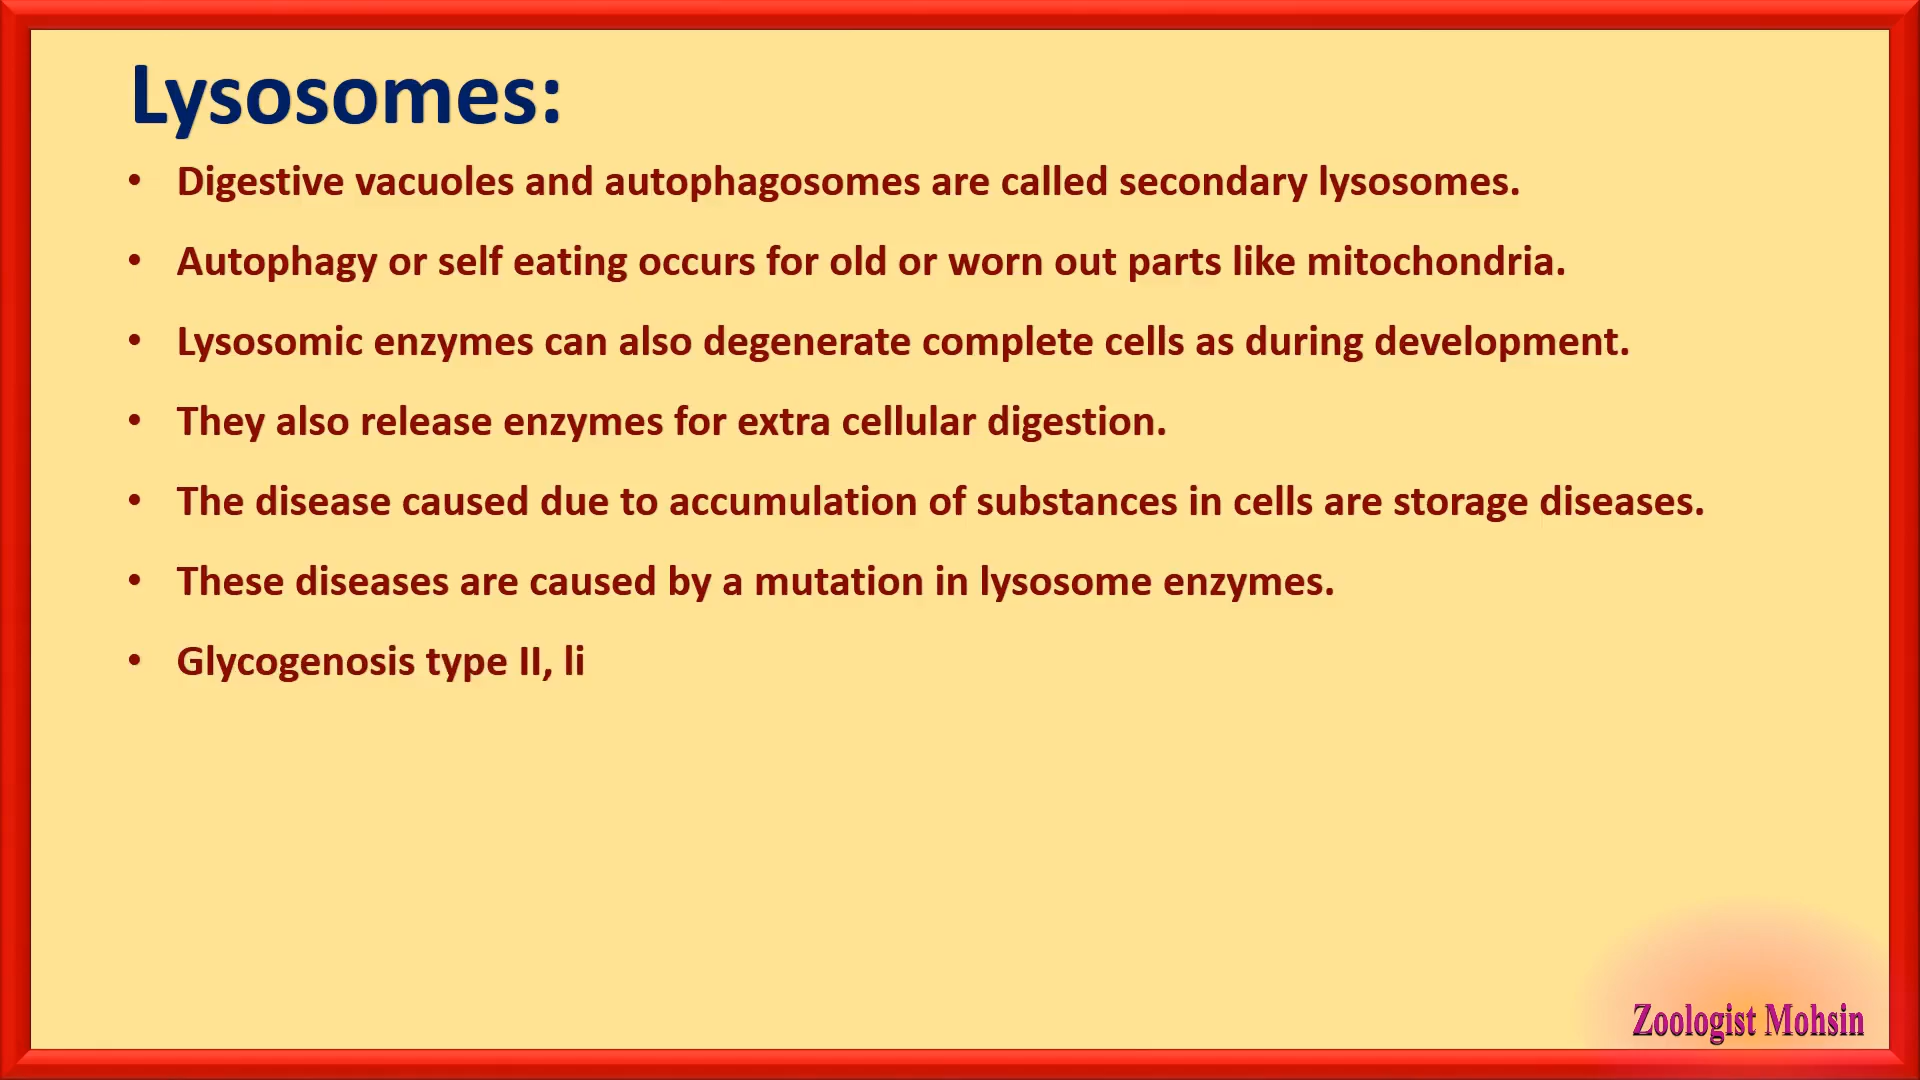 Lysosomes:
• Digestive vacuoles and autophagosomes are called secondary lysosomes.
• Autophagy or self eating occurs for old or worn out parts like mitochondria.
• Lysosomic enzymes can also degenerate complete cells as during development.
• They also release enzymes for extra cellular digestion.
• The disease caused due to accumulation of substances in cells are storage diseases.
• These diseases are caused by a mutation in lysosome enzymes.
• Glycogenosis type II, li
Zoologist Mohsin